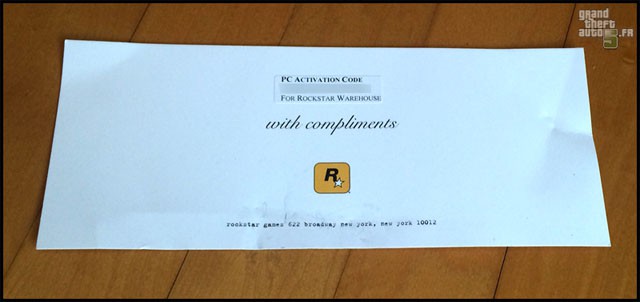 grand
theft
auto .FR
PC ACTIVATION CODE
FOR ROCKSTAR WAREHOUSE
with compliments
R
rockstar games 622 broadway new york, new york 10012